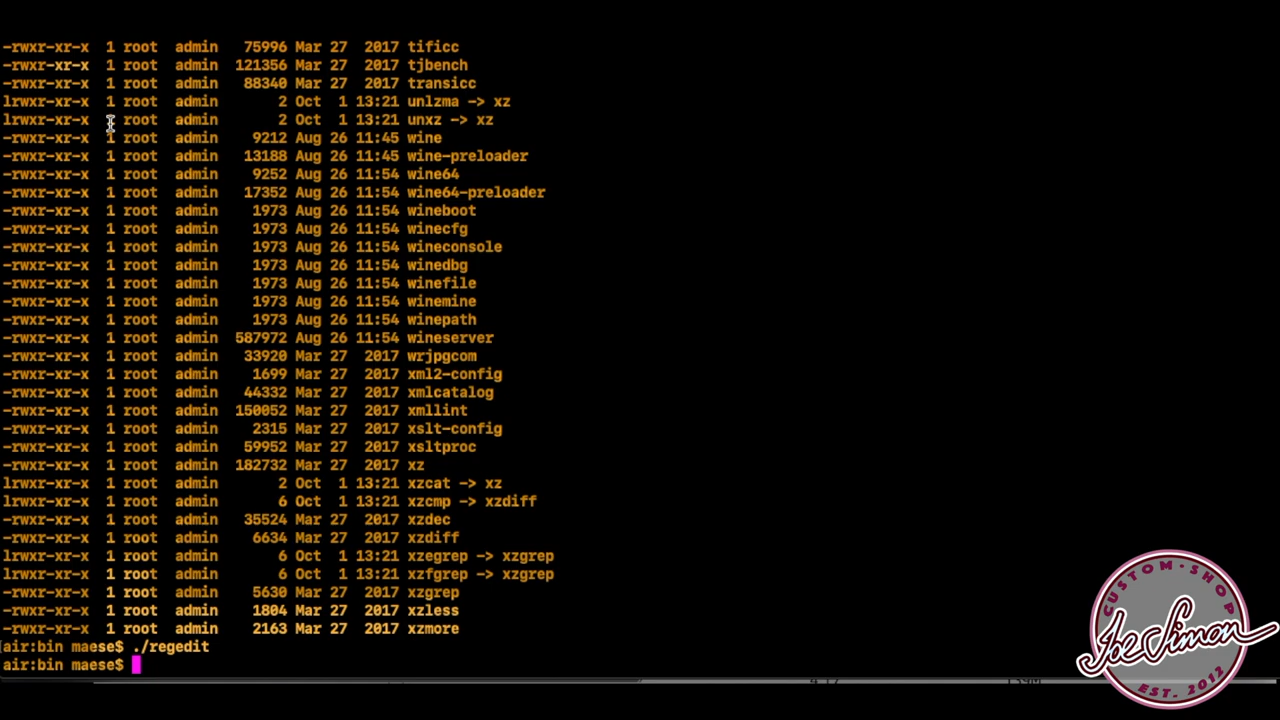 -rwxr-xr-x 1 root admin 75996 Mar 27 2017 tificc
-rwxr-xr-x 1 root admin 121356 Mar 27 2017 tjbench
-rwxr-xr-x 1 root admin 88340 Mar 27 2017 transicc
lrwxr-xr-x 1 root admin 2 Oct 1 13:21 unlzma -> xz
lrwxr-xr-x 1 root admin 2 Oct 1 13:21 unxz -> xz
-rwxr-xr-x 1 root admin 9212 Aug 26 11:45 wine
-rwxr-xr-x 1 root admin 13188 Aug 26 11:45 wine-preloader
-rwxr-xr-x 1 root admin 9252 Aug 26 11:54 wine64
-rwxr-xr-x 1 root admin 17352 Aug 26 11:54 wine64-preloader
-rwxr-xr-x 1 root admin 1973 Aug 26 11:54 wineboot
-rwxr-xr-x 1 root admin 1973 Aug 26 11:54 winecfg
-rwxr-xr-x 1 root admin 1973 Aug 26 11:54 wineconsole
-rwxr-xr-x 1 root admin 1973 Aug 26 11:54 winedbg
-rwxr-xr-x 1 root admin 1973 Aug 26 11:54 winefile
-rwxr-xr-x 1 root admin 1973 Aug 26 11:54 winemine
-rwxr-xr-x 1 root admin 1973 Aug 26 11:54 winepath
-rwxr-xr-x 1 root admin 587972 Aug 26 11:54 wineserver
-rwxr-xr-x 1 root admin 33920 Mar 27 2017 wrjpgcom
-rwxr-xr-x 1 root admin 1699 Mar 27 2017 xml2-config
-rwxr-xr-x 1 root admin 44332 Mar 27 2017 xmlcatalog
-rwxr-xr-x 1 root admin 150052 Mar 27 2017 xmllint
-rwxr-xr-x 1 root admin 2315 Mar 27 2017 xslt-config
-rwxr-xr-x 1 root admin 59952 Mar 27 2017 xsltproc
-rwxr-xr-x 1 root admin 182732 Mar 27 2017 xz
lrwxr-xr-x 1 root admin 2 Oct 1 13:21 xzcat -> xz
lrwxr-xr-x 1 root admin 6 Oct 1 13:21 xzcmp -> xzdiff
-rwxr-xr-x 1 root admin 35524 Mar 27 2017 xzdec
-rwxr-xr-x 1 root admin 6634 Mar 27 2017 xzdiff
lrwxr-xr-x 1 root admin 6 Oct 1 13:21 xzegrep -> xzgrep
lrwxr-xr-x 1 root admin 6 Oct 1 13:21 xzfgrep -> xzgrep
-rwxr-xr-x 1 root admin 5630 Mar 27 2017 xzgrep
-rwxr-xr-x 1 root admin 1804 Mar 27 2017 xzless
-rwxr-xr-x 1 root admin 2163 Mar 27 2017 xzmore
air:bin maese$ ./regedit
air:bin maese$
CUSTOM·SHOP
Joe Simon
EST. 2012